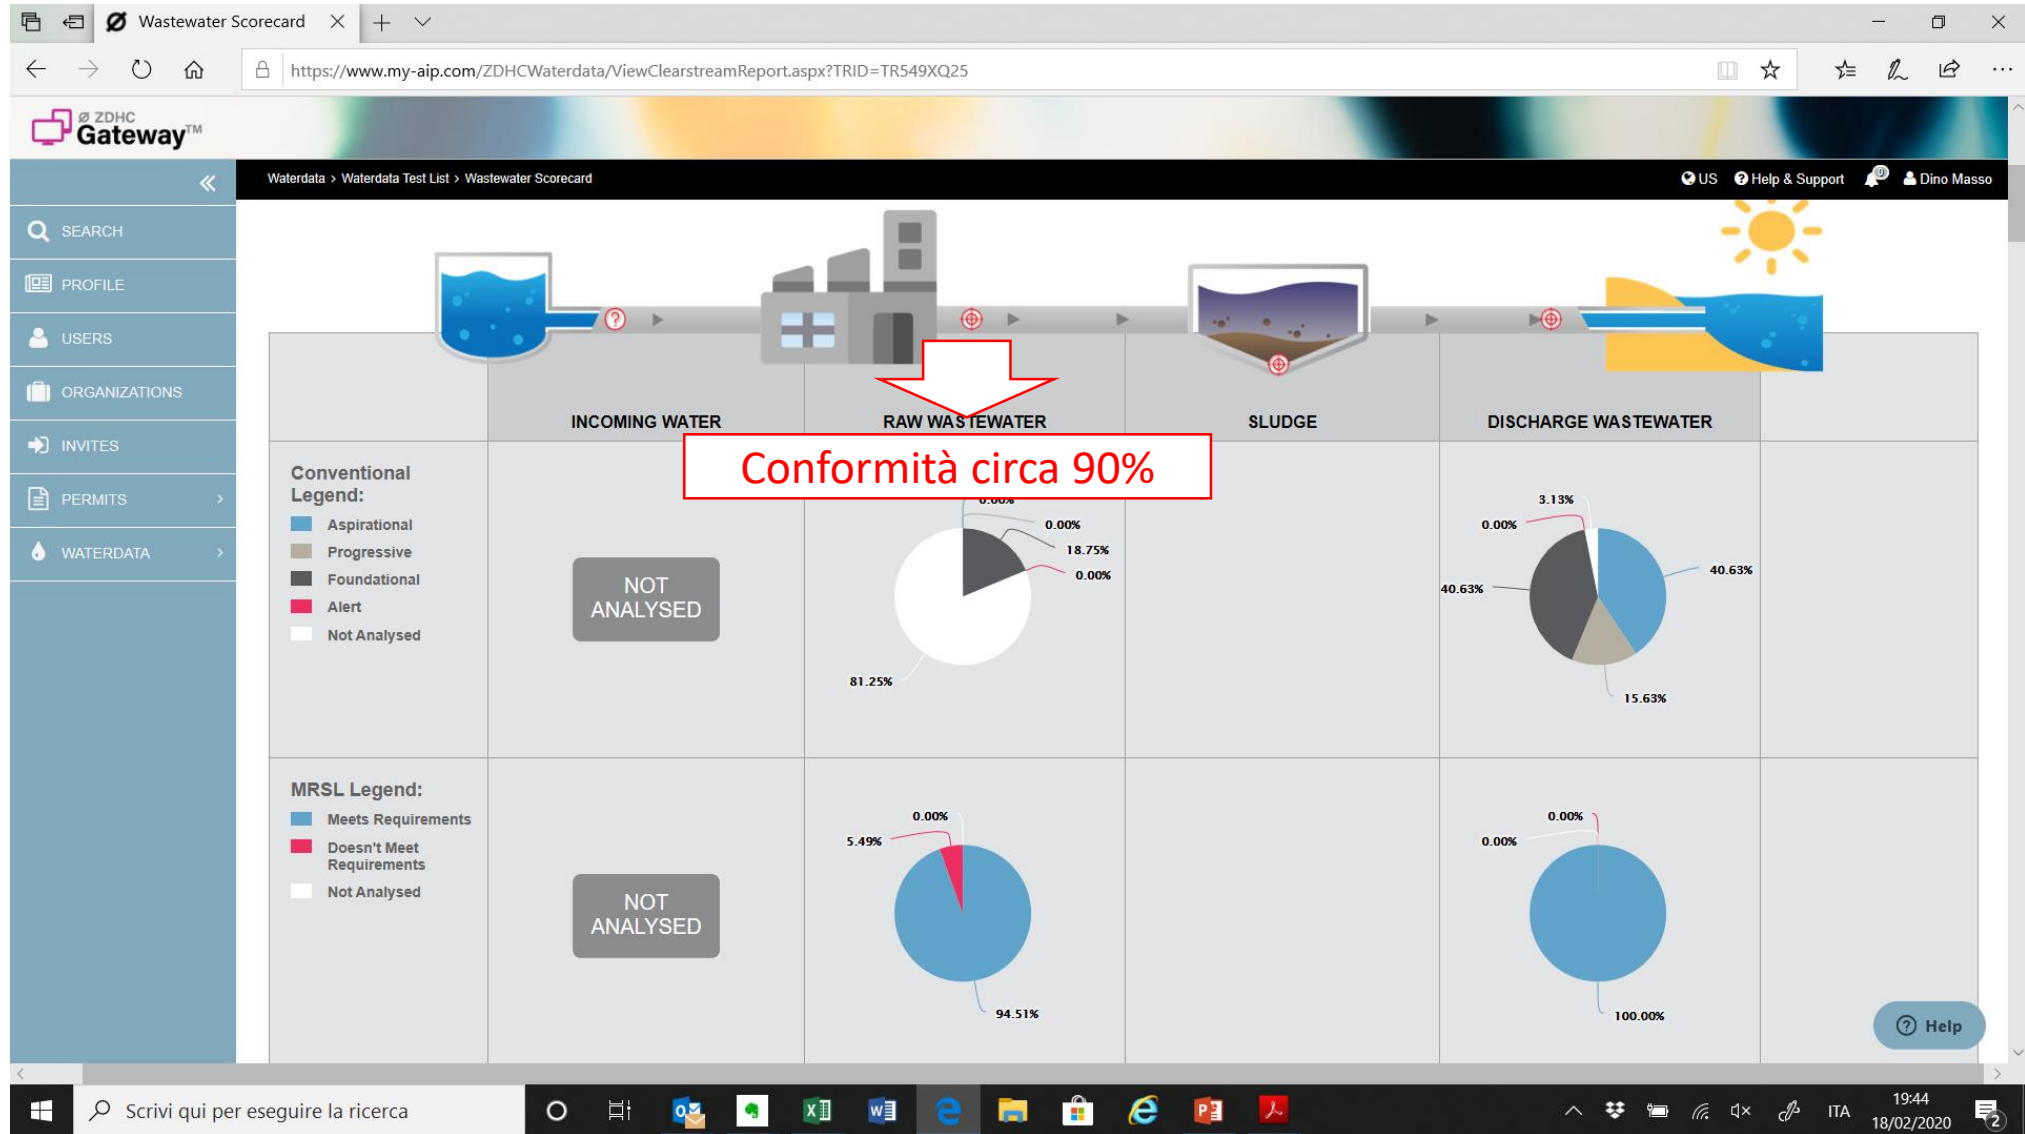 Wastewater Scorecard
https://www.my-aip.com/ZDHCWaterdata/ViewClearstreamReport.aspx?TRID=TR549XQ25
Ø ZDHC
Gateway™
Waterdata > Waterdata Test List > Wastewater Scorecard
US
Help & Support
0
Dino Masso
SEARCH
PROFILE
USERS
ORGANIZATIONS
INVITES
PERMITS
WATERDATA
INCOMING WATER
RAW WASTEWATER
SLUDGE
DISCHARGE WASTEWATER
Conformità circa 90%
Conventional
Legend:
Aspirational
Progressive
Foundational
Alert
Not Analysed
NOT
ANALYSED
0.00%
0.00%
18.75%
0.00%
81.25%
3.13%
0.00%
40.63%
40.63%
15.63%
MRSL Legend:
Meets Requirements
Doesn't Meet
Requirements
Not Analysed
NOT
ANALYSED
0.00%
5.49%
94.51%
0.00%
0.00%
100.00%
Help
Scrivi qui per eseguire la ricerca
ITA
19:44
18/02/2020
2